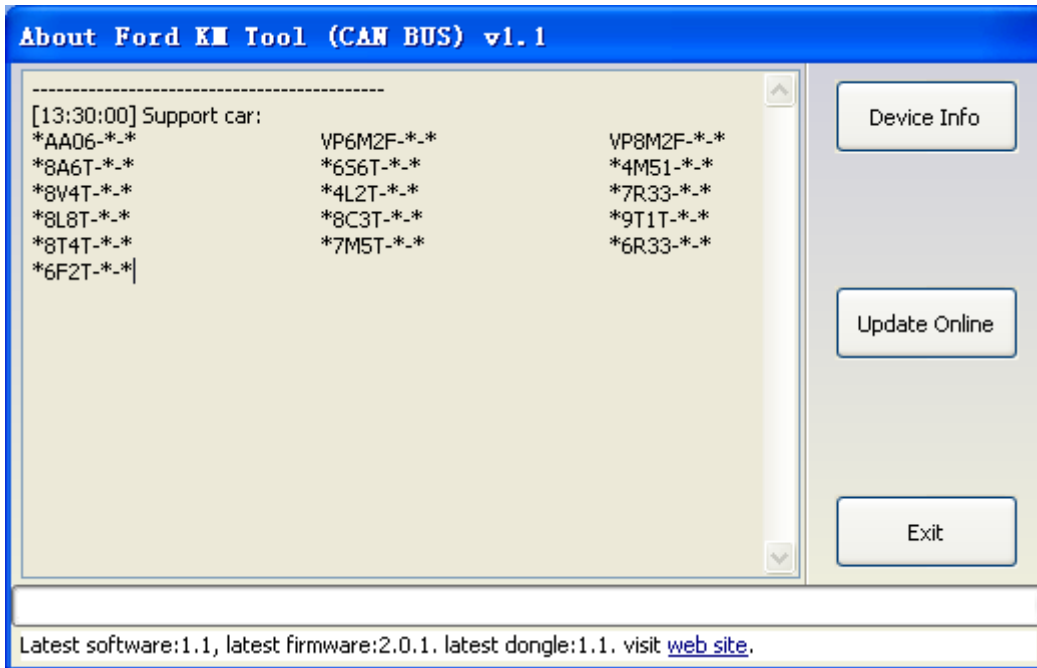 About Ford KM Tool (CAN BUS) v1.1
--------------------------------------------
[13:30:00] Support car:
*AA06-*-* VP6M2F-*-* VP8M2F-*-*
*8A6T-*-* *6S6T-*-* *4M51-*-*
*8V4T-*-* *4L2T-*-* *7R33-*-*
*8L8T-*-* *8C3T-*-* *9T1T-*-*
*8T4T-*-* *7M5T-*-* *6R33-*-*
*6F2T-*-*
Device Info
Update Online
Exit
Latest software:1.1, latest firmware:2.0.1. latest dongle:1.1. visit web site.